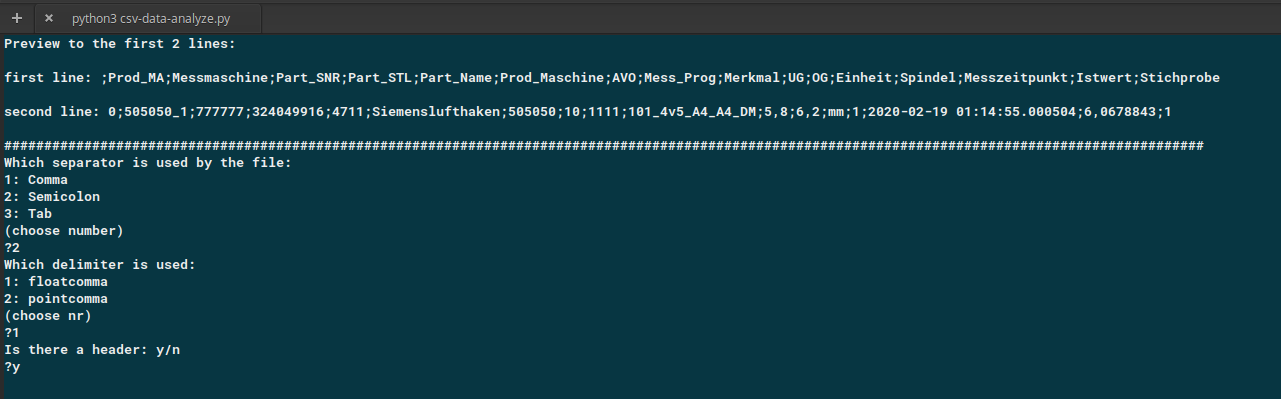 + × python3 csv-data-analyze.py
Preview to the first 2 lines:
first line: ;Prod_MA;Messmaschine;Part_SNR;Part_STL;Part_Name;Prod_Maschine;AVO;Mess_Prog;Merkmal;UG;OG;Einheit;Spindel;Messzeitpunkt;Istwert;Stichprobe
second line: 0;505050_1;777777;324049916;4711;Siemenslufthaken;505050;10;1111;101_4v5_A4_A4_DM;5,8;6,2;mm;1;2020-02-19 01:14:55.000504;6,0678843;1
######################################################################################################################################################
Which separator is used by the file:
1: Comma
2: Semicolon
3: Tab
(choose number)
?2
Which delimiter is used:
1: floatcomma
2: pointcomma
(choose nr)
?1
Is there a header: y/n
?y